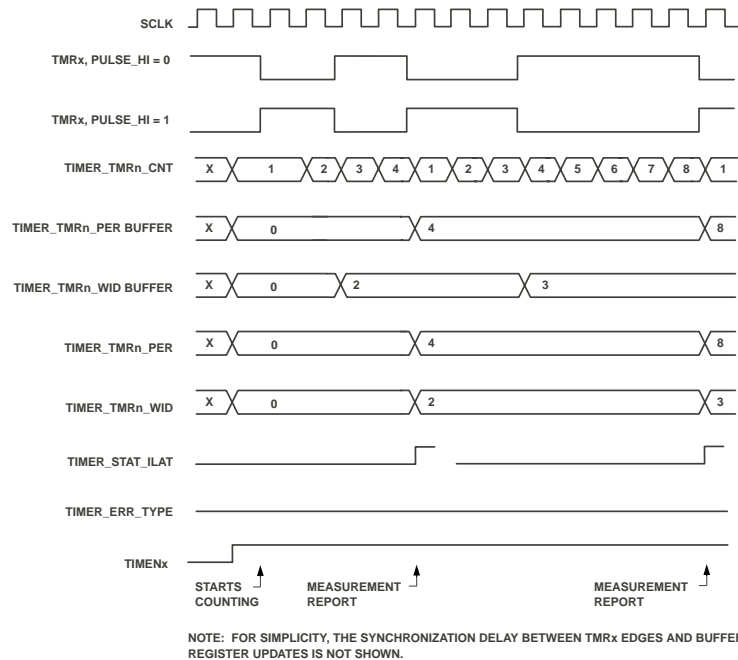 SCLK
TMRx, PULSE_HI = 0
TMRx, PULSE_HI = 1
TIMER_TMRn_CNT X 1 2 3 4 1 2 3 4 5 6 7 8 1
TIMER_TMRn_PER BUFFER X 0 4 8
TIMER_TMRn_WID BUFFER X 0 2 3
TIMER_TMRn_PER X 0 4 8
TIMER_TMRn_WID X 0 2 3
TIMER_STAT_ILAT
TIMER_ERR_TYPE
TIMENx
STARTS
COUNTING
MEASUREMENT
REPORT
MEASUREMENT
REPORT
NOTE: FOR SIMPLICITY, THE SYNCHRONIZATION DELAY BETWEEN TMRx EDGES AND BUFFER
REGISTER UPDATES IS NOT SHOWN.